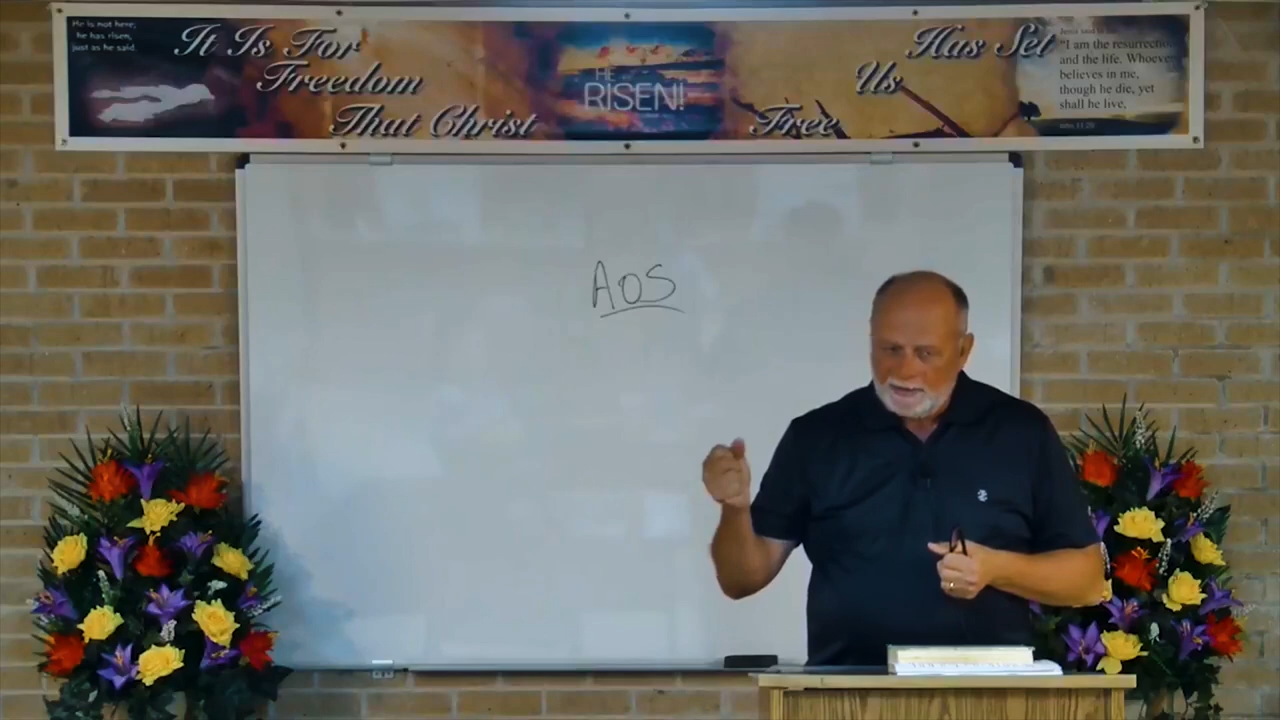 He is not here;
he has risen,
just as he said.
It Is For
Freedom
That Christ
HE
RISEN!
Has Set
Us
Free
"I am the resurrection
and the life. Whoever
believes in me,
though he die, yet
shall he live,
AOS